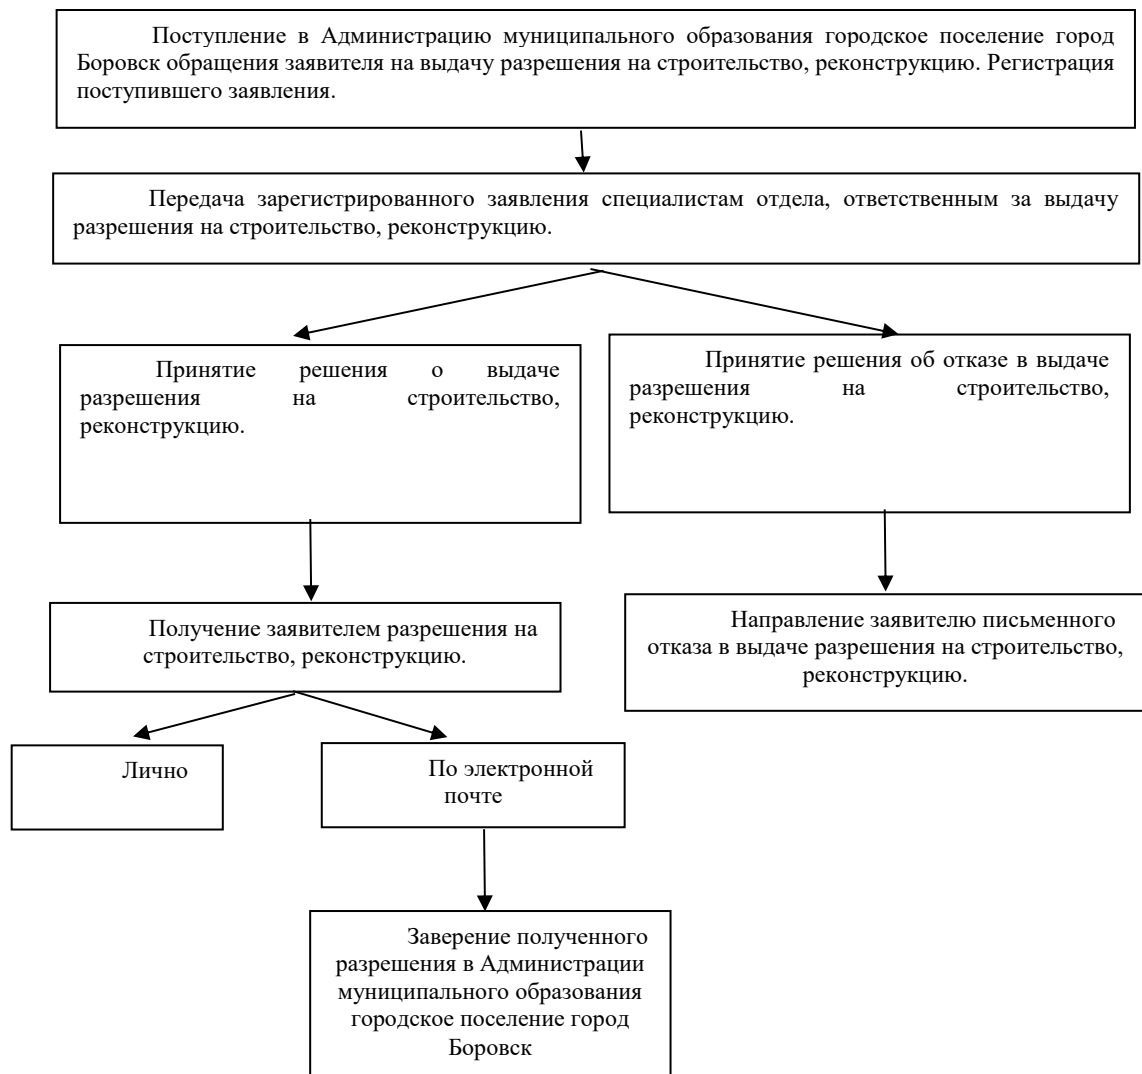 Поступление в Администрацию муниципального образования городское поселение город
Боровск обращения заявителя на выдачу разрешения на строительство, реконструкцию. Регистрация
поступившего заявления.
Передача зарегистрированного заявления специалистам отдела, ответственным за выдачу
разрешения на строительство, реконструкцию.
Принятие решения о выдаче
разрешения на строительство,
реконструкцию.
Принятие решения об отказе в выдаче
разрешения на строительство,
реконструкцию.
Получение заявителем разрешения на
строительство, реконструкцию.
Направление заявителю письменного
отказа в выдаче разрешения на строительство,
реконструкцию.
Лично
По электронной
почте
Заверение полученного
разрешения в Администрации
муниципального образования
городское поселение город
Боровск